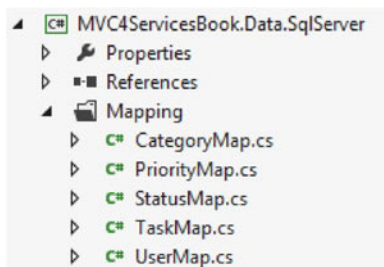 C# MVC4ServicesBook.Data.SqlServer
Properties
References
Mapping
C# CategoryMap.cs
C# PriorityMap.cs
C# StatusMap.cs
C# TaskMap.cs
C# UserMap.cs